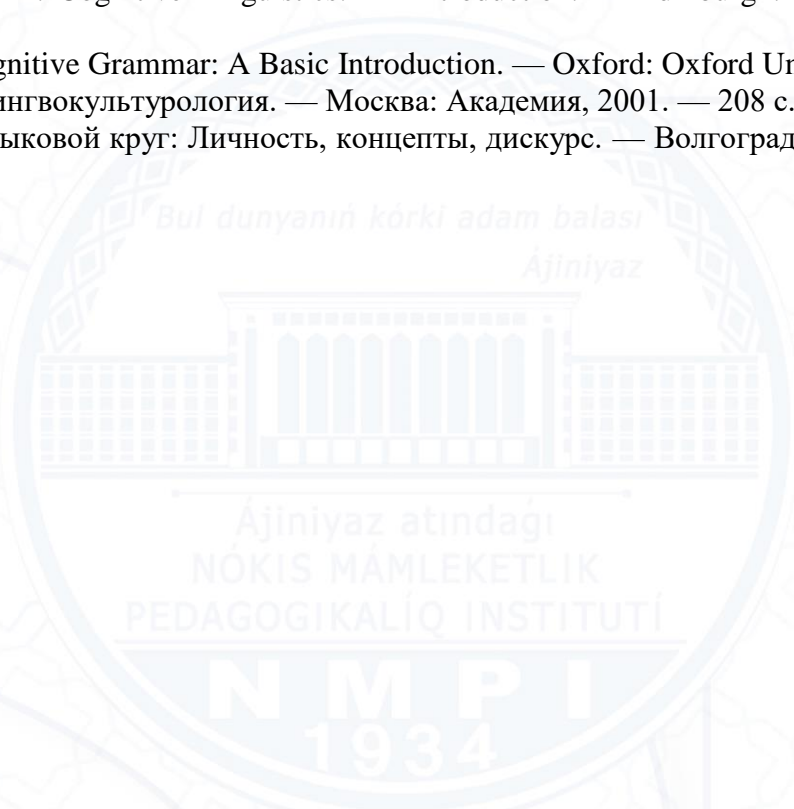 gnitive Grammar: A Basic Introduction. — Oxford: Oxford Un
ингвокультурология. — Москва: Академия, 2001. — 208 с.
ыковой круг: Личность, концепты, дискурс. — Волгоград
Bul dunyanıń kórki adam balası
Ájiniyaz
Ájiniyaz atındaǵı
NÓKIS MÁMLEKETLIK
PEDAGOGIKALÍQ INSTITUTÍ
NMPI
1934